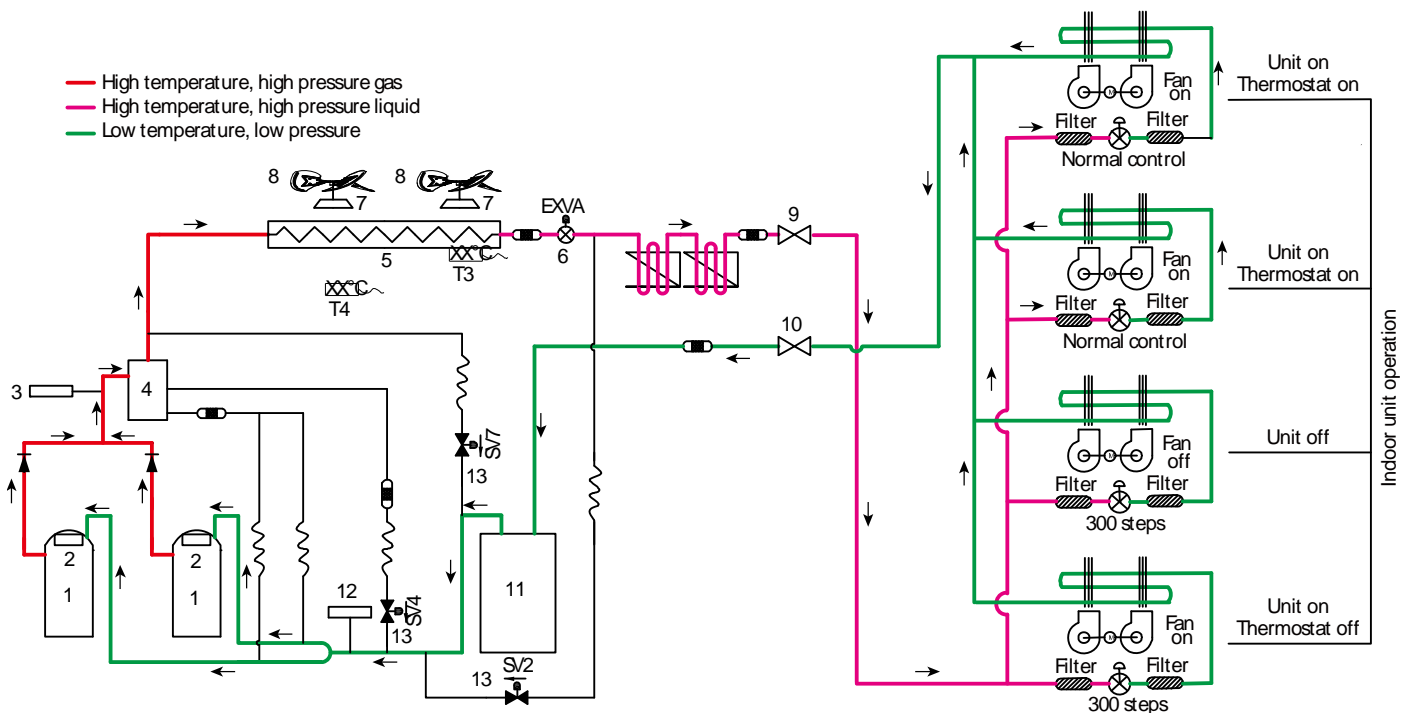 High temperature, high pressure gas
High temperature, high pressure liquid
Low temperature, low pressure
8
7
8
7
5
T3
T4
EXVA
6
9
10
3
4
SV7
13
2
1
2
1
12
SV4
13
11
13
SV2
Fan
on
Filter
Filter
Normal control
Unit on
Thermostat on
M
Fan
on
Filter
Filter
Normal control
Unit on
Thermostat on
M
Fan
off
Filter
Filter
300 steps
Unit off
M
Fan
on
Filter
Filter
300 steps
Unit on
Thermostat off
M
Indoor unit operation